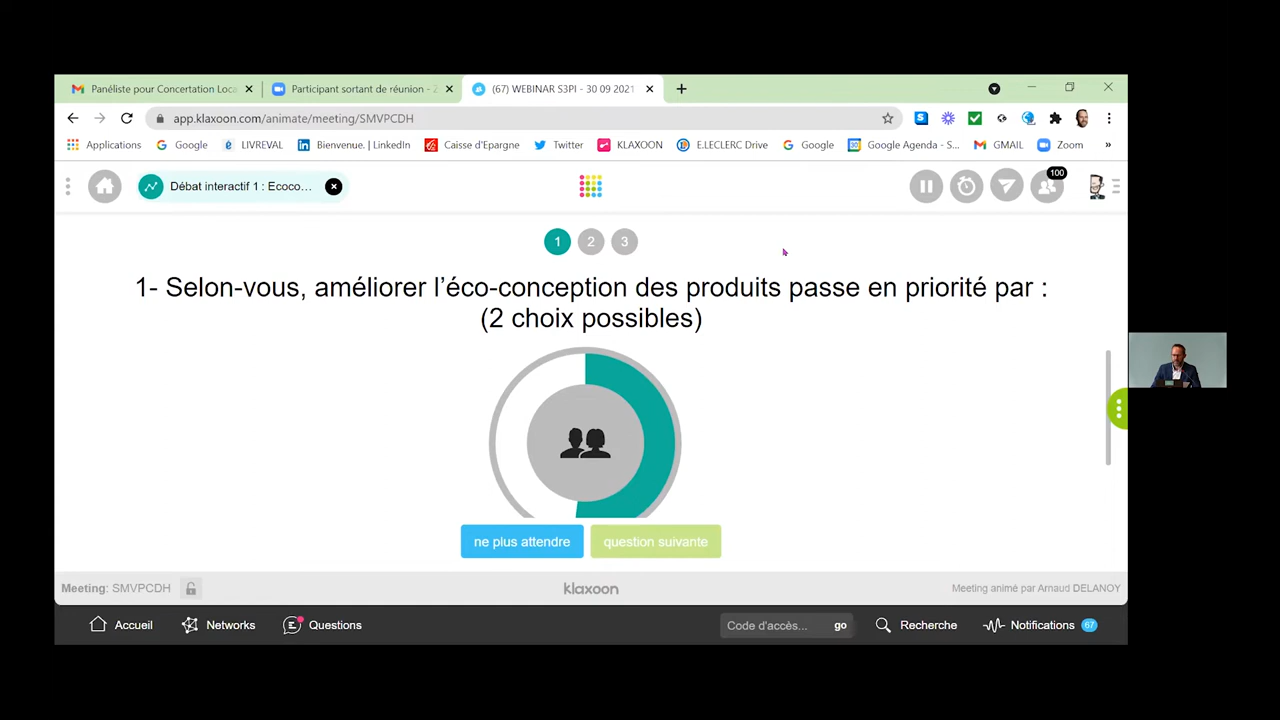 Panéliste pour Concertation Loca
Participant sortant de réunion - 2
(67) WEBINAR S3PI - 30 09 2021
app.klaxoon.com/animate/meeting/SMVPCDH
Applications
Google
LIVREVAL
Bienvenue. | LinkedIn
Caisse d'Epargne
Twitter
KLAXOON
E.LECLERC Drive
Google
Google Agenda - S...
GMAIL
Zoom
»
Débat interactif 1 : Ecoco...
100
1 2 3
1- Selon-vous, améliorer l'éco-conception des produits passe en priorité par :
(2 choix possibles)
ne plus attendre
question suivante
Meeting: SMVPCDH
klaxoon
Meeting animé par Arnaud DELANOY
Accueil
Networks
Questions
Code d'accès...
go
Recherche
Notifications
67